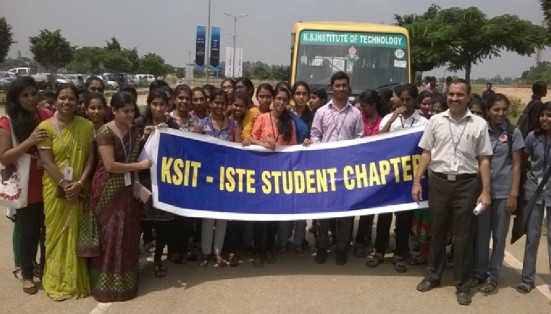 K.S.INSTITUTE OF TECHNOLOGY
KSIT - ISTE STUDENT CHAPTER